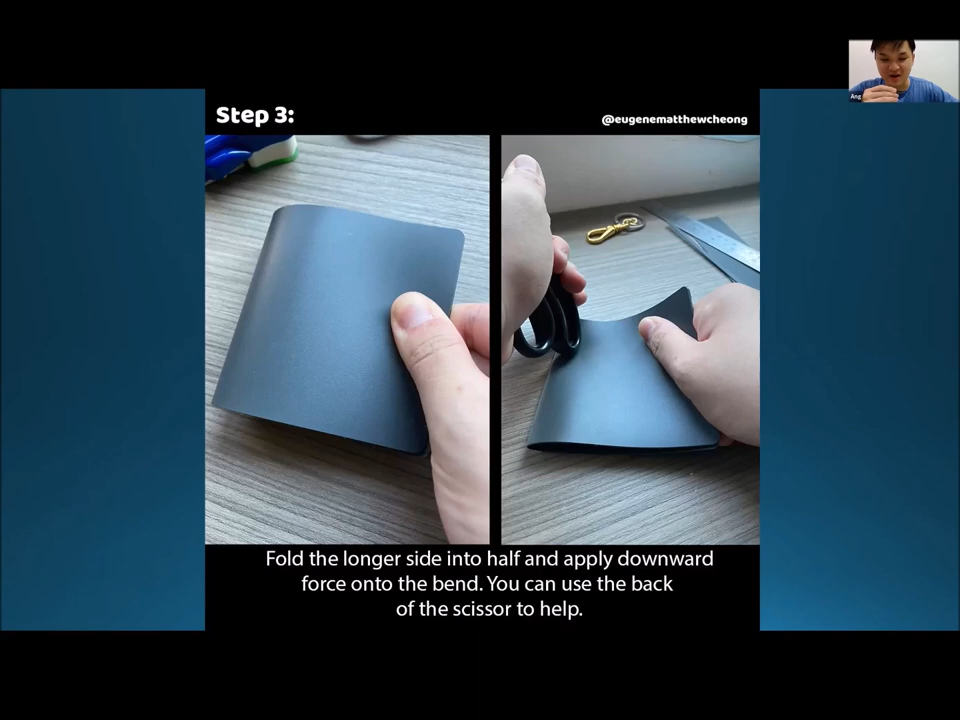 Step 3:
@eugenematthewcheong
Ang
Fold the longer side into half and apply downward
force onto the bend. You can use the back
of the scissor to help.